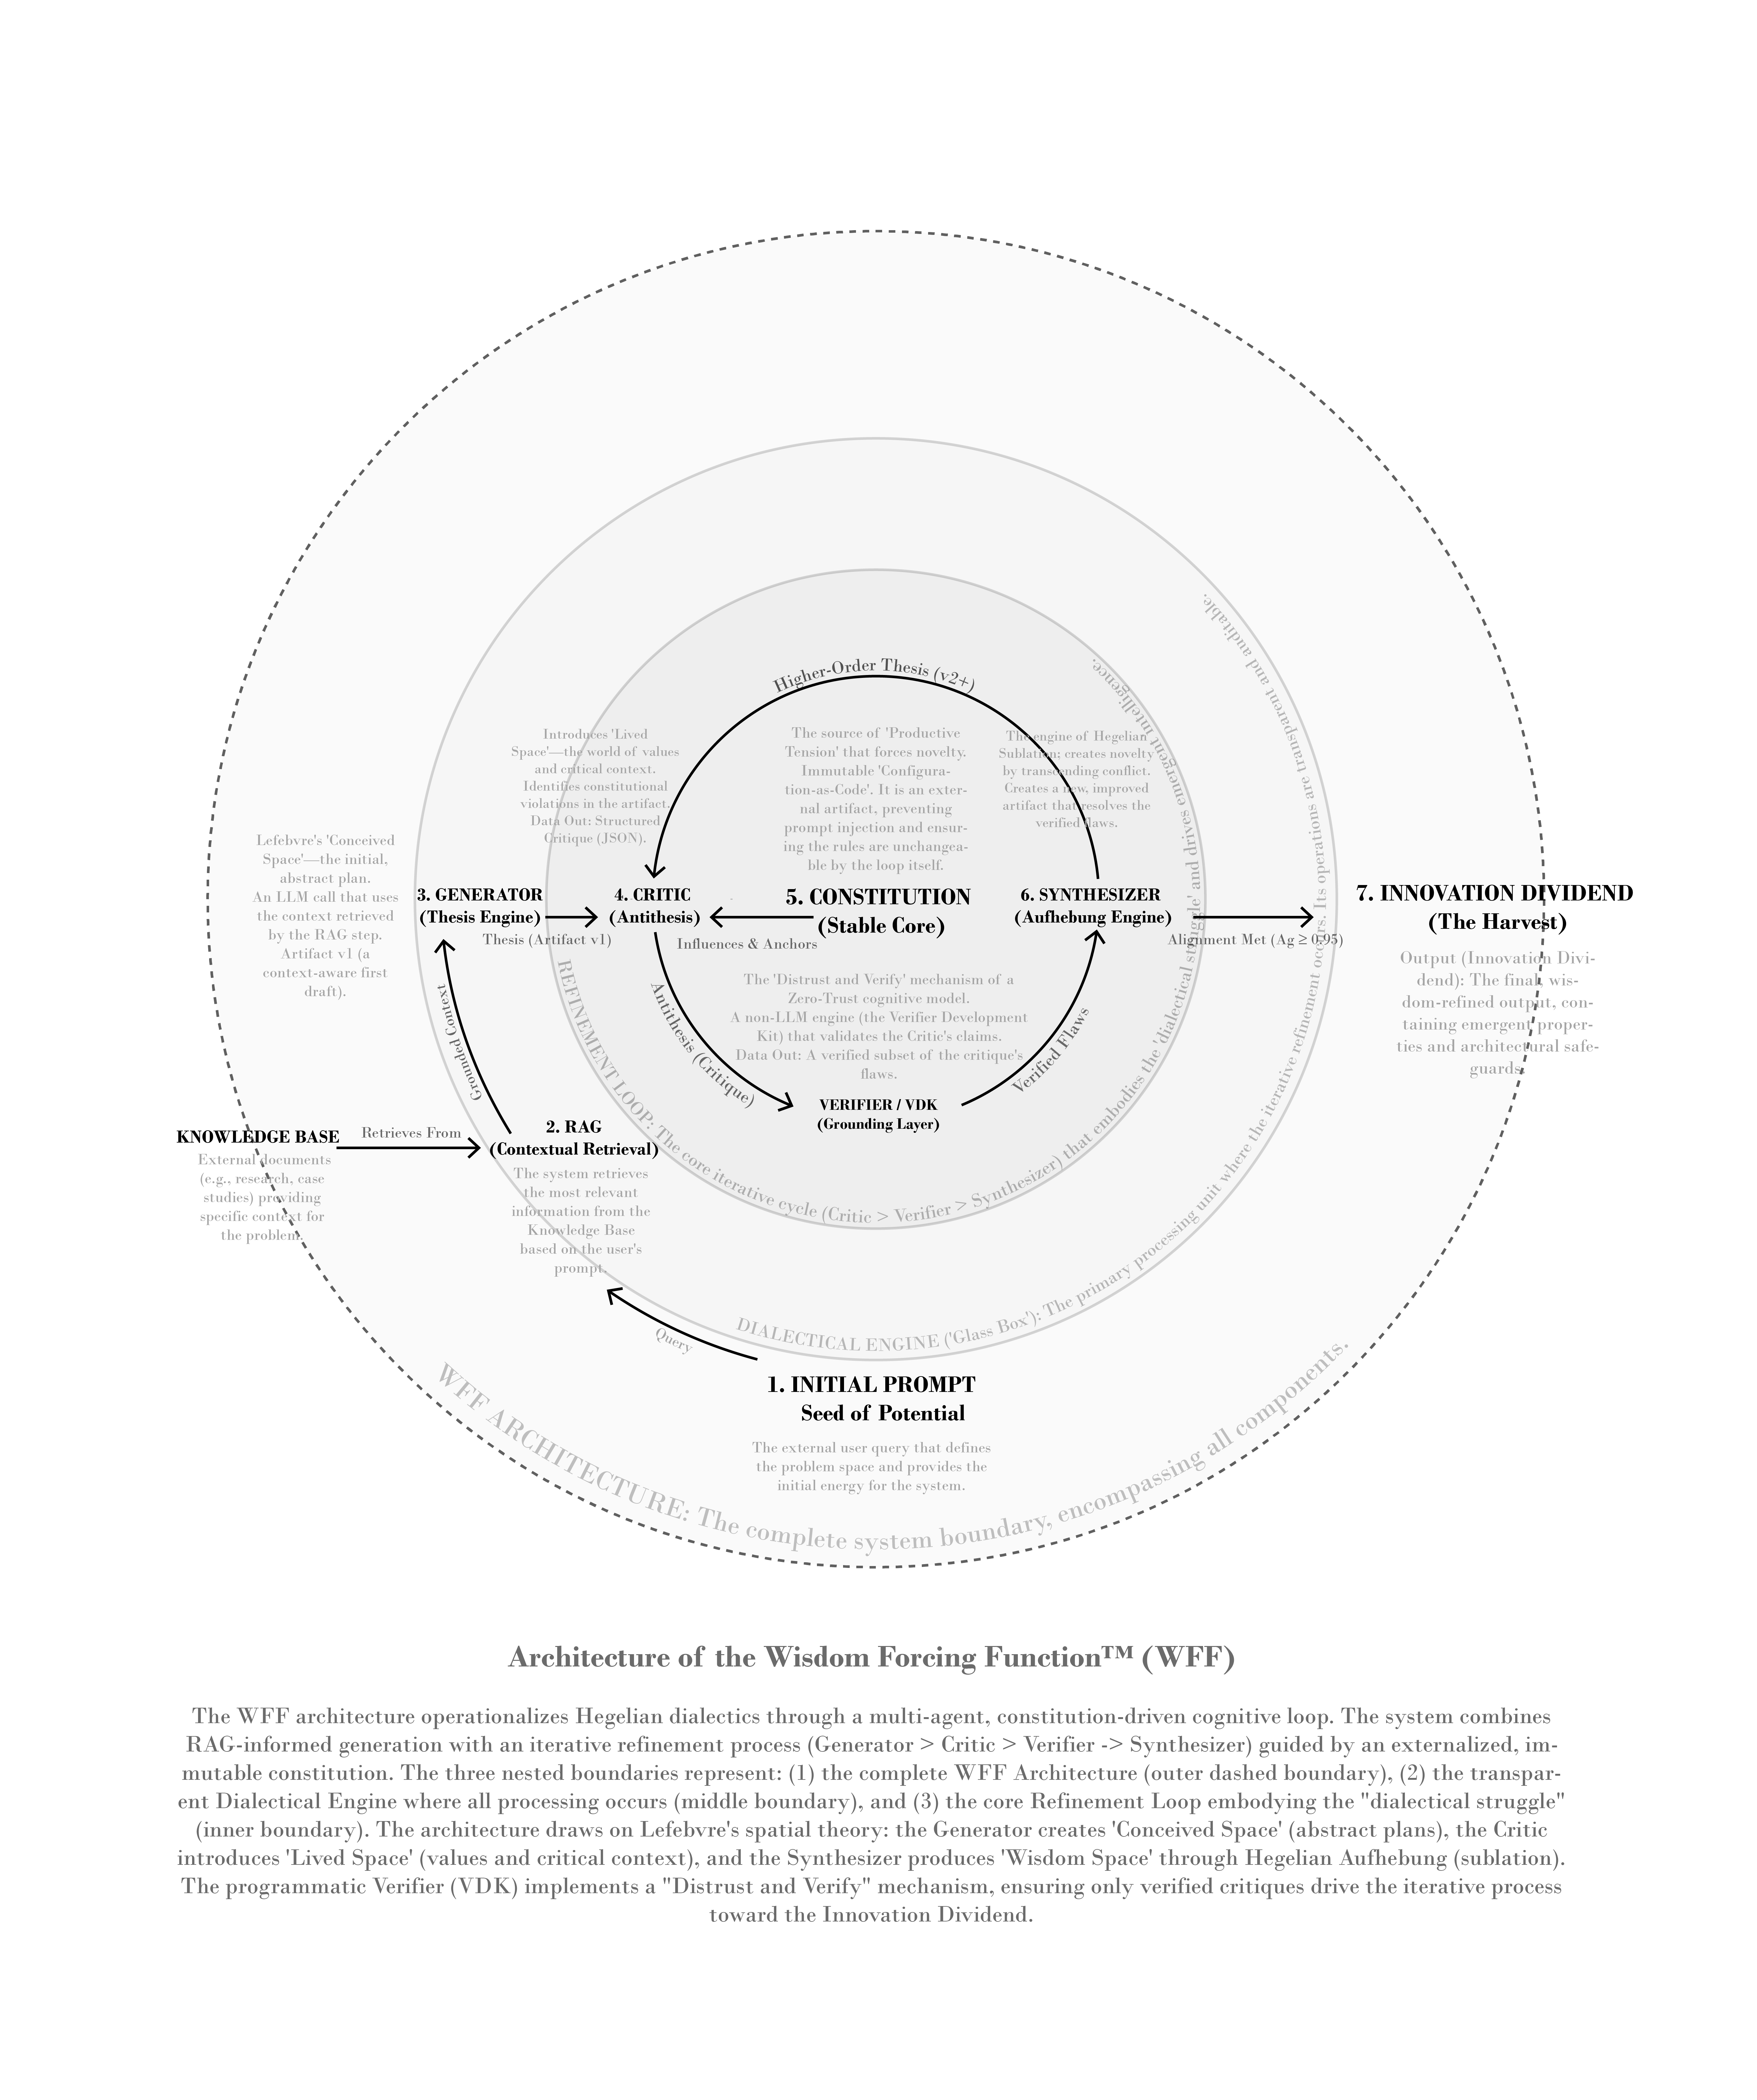 Higher-Order Thesis (v2+)
Introduces 'Lived
Space'—the world of values
and critical context.
Identifies constitutional
violations in the artifact.
Data Out: Structured
Critique (JSON).
The source of 'Productive
Tension' that forces novelty.
Immutable 'Configura-
tion-as-Code'. It is an exter-
nal artifact, preventing
prompt injection and ensur-
ing the rules are unchangea-
ble by the loop itself.
The engine of Hegelian
Sublation; creates novelty
by transcending conflict.
Creates a new, improved
artifact that resolves the
verified flaws.
Lefebvre's 'Conceived
Space'—the initial,
abstract plan.
An LLM call that uses
the context retrieved
by the RAG step.
Artifact v1 (a
context-aware first
draft).
3. GENERATOR
(Thesis Engine)
Thesis (Artifact v1)
4. CRITIC
(Antithesis)
Influences & Anchors
5. CONSTITUTION
(Stable Core)
6. SYNTHESIZER
(Aufhebung Engine)
Alignment Met (Ag ≥ 0.95)
7. INNOVATION DIVIDEND
(The Harvest)
Output (Innovation Divi-
dend): The final, wis-
dom-refined output, con-
taining emergent proper-
ties and architectural safe-
guards.
The 'Distrust and Verify' mechanism of a
Zero-Trust cognitive model.
A non-LLM engine (the Verifier Development
Kit) that validates the Critic's claims.
Data Out: A verified subset of the critique's
flaws.
Antithesis (Critique)
Verified Flaws
VERIFIER / VDK
(Grounding Layer)
Grounded Context
KNOWLEDGE BASE
Retrieves From
External documents
(e.g., research, case
studies) providing
specific context for
the problem.
2. RAG
(Contextual Retrieval)
The system retrieves
the most relevant
information from the
Knowledge Base
based on the user's
prompt.
REFINEMENT LOOP: The core iterative cycle (Critic > Verifier > Synthesizer) that embodies the 'dialectical struggle' and drives emergent intelligence.
DIALECTICAL ENGINE ('Glass Box'): The primary processing unit where the iterative refinement occurs. Its operations are transparent and auditable.
Query
1. INITIAL PROMPT
Seed of Potential
The external user query that defines
the problem space and provides the
initial energy for the system.
WFF ARCHITECTURE: The complete system boundary, encompassing all components.
Architecture of the Wisdom Forcing Function™ (WFF)
The WFF architecture operationalizes Hegelian dialectics through a multi-agent, constitution-driven cognitive loop. The system combines
RAG-informed generation with an iterative refinement process (Generator > Critic > Verifier -> Synthesizer) guided by an externalized, im-
mutable constitution. The three nested boundaries represent: (1) the complete WFF Architecture (outer dashed boundary), (2) the transpar-
ent Dialectical Engine where all processing occurs (middle boundary), and (3) the core Refinement Loop embodying the "dialectical struggle"
(inner boundary). The architecture draws on Lefebvre's spatial theory: the Generator creates 'Conceived Space' (abstract plans), the Critic
introduces 'Lived Space' (values and critical context), and the Synthesizer produces 'Wisdom Space' through Hegelian Aufhebung (sublation).
The programmatic Verifier (VDK) implements a "Distrust and Verify" mechanism, ensuring only verified critiques drive the iterative process
toward the Innovation Dividend.